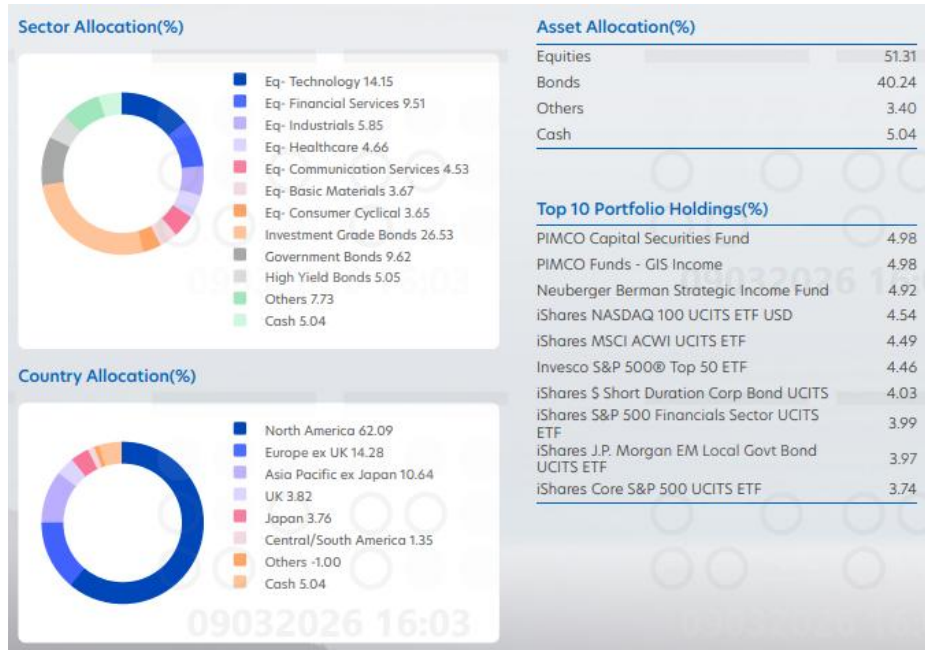 Sector Allocation(%)
Eq- Technology 14.15
Eq- Financial Services 9.51
Eq- Industrials 5.85
Eq- Healthcare 4.66
Eq- Communication Services 4.53
Eq- Basic Materials 3.67
Eq- Consumer Cyclical 3.65
Investment Grade Bonds 26.53
Government Bonds 9.62
High Yield Bonds 5.05
Others 7.73
Cash 5.04
Country Allocation(%)
North America 62.09
Europe ex UK 14.28
Asia Pacific ex Japan 10.64
UK 3.82
Japan 3.76
Central/South America 1.35
Others -1.00
Cash 5.04
09032026 16:03
Asset Allocation(%)
Equities 51.31
Bonds 40.24
Others 3.40
Cash 5.04
Top 10 Portfolio Holdings(%)
PIMCO Capital Securities Fund 4.98
PIMCO Funds - GIS Income 4.98
Neuberger Berman Strategic Income Fund 4.92
iShares NASDAQ 100 UCITS ETF USD 4.54
iShares MSCI ACWI UCITS ETF 4.49
Invesco S&P 500® Top 50 ETF 4.46
iShares $ Short Duration Corp Bond UCITS 4.03
iShares S&P 500 Financials Sector UCITS
ETF 3.99
iShares J.P. Morgan EM Local Govt Bond
UCITS ETF 3.97
iShares Core S&P 500 UCITS ETF 3.74